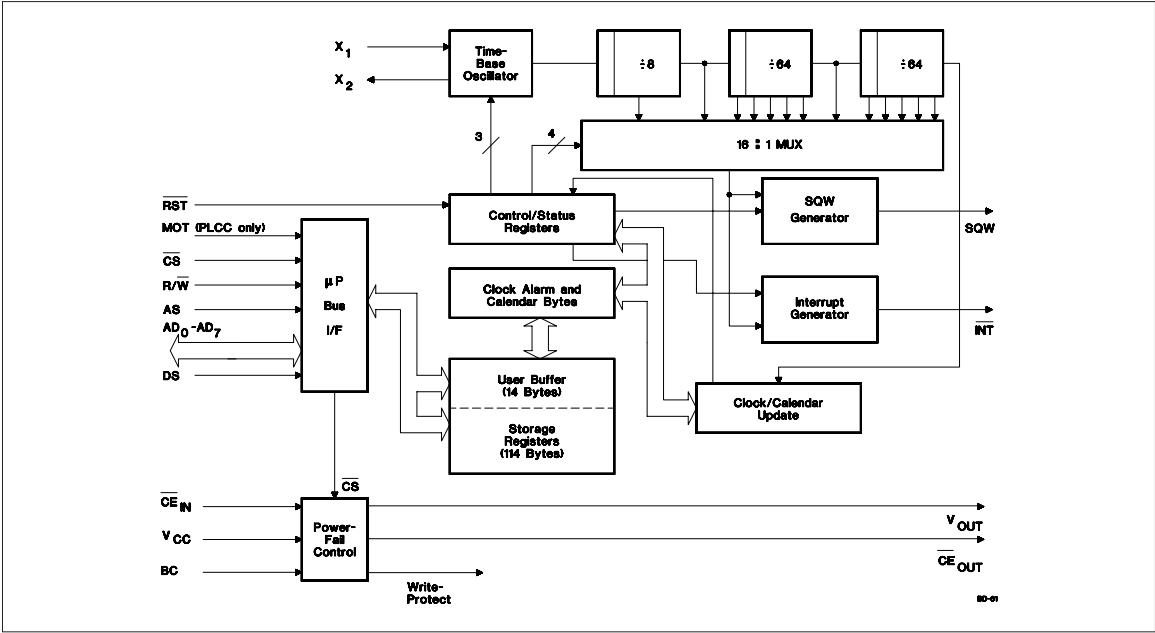 X1
X2
Time-
Base
Oscillator
÷8
÷64
÷64
3
4
16 : 1 MUX
RST
MOT (PLCC only)
CS
R/W
AS
AD0-AD7
DS
μP
Bus
I/F
Control/Status
Registers
SQW
Generator
SQW
Clock Alarm and
Calendar Bytes
Interrupt
Generator
INT
User Buffer
(14 Bytes)
Storage
Registers
(114 Bytes)
Clock/Calendar
Update
CS
CEIN
VCC
BC
Power-
Fail
Control
VOUT
CEOUT
Write-
Protect
BD-61